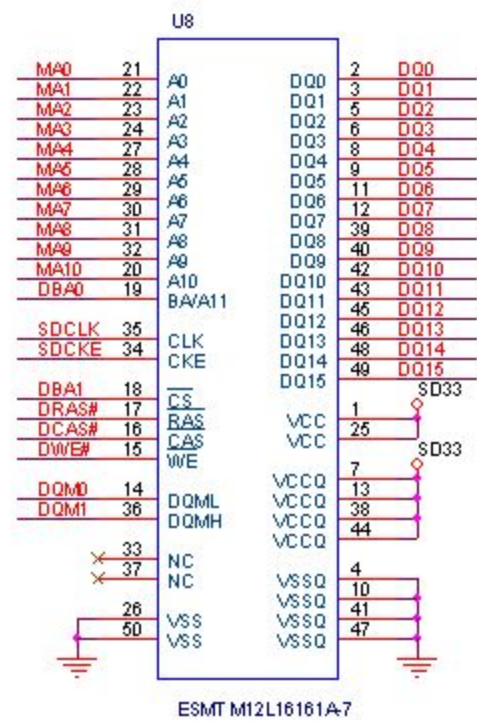 U8
MA0 21 A0 DQ0 2 DQ0
MA1 22 A1 DQ1 3 DQ1
MA2 23 A2 DQ2 5 DQ2
MA3 24 A3 DQ3 6 DQ3
MA4 27 A4 DQ4 8 DQ4
MA5 28 A5 DQ5 9 DQ5
MA6 29 A6 DQ6 11 DQ6
MA7 30 A7 DQ7 12 DQ7
MA8 31 A8 DQ8 39 DQ8
MA9 32 A9 DQ9 40 DQ9
MA10 20 A10 DQ10 42 DQ10
DBA0 19 BA/A11 DQ11 43 DQ11
DQ12 45 DQ12
SDCLK 35 CLK DQ13 46 DQ13
SDCKE 34 CKE DQ14 48 DQ14
DQ15 49 DQ15
DBA1 18 CS SD33
DRAS# 17 RAS VCC 1
DCAS# 16 CAS VCC 25
DWE# 15 WE SD33
VCCQ 7
DQM0 14 DQML VCCQ 13
DQM1 36 DQMH VCCQ 38
VCCQ 44
33 NC
37 NC VSSQ 4
VSSQ 10
26 VSS VSSQ 41
50 VSS VSSQ 47
ESMT M12L16161A-7